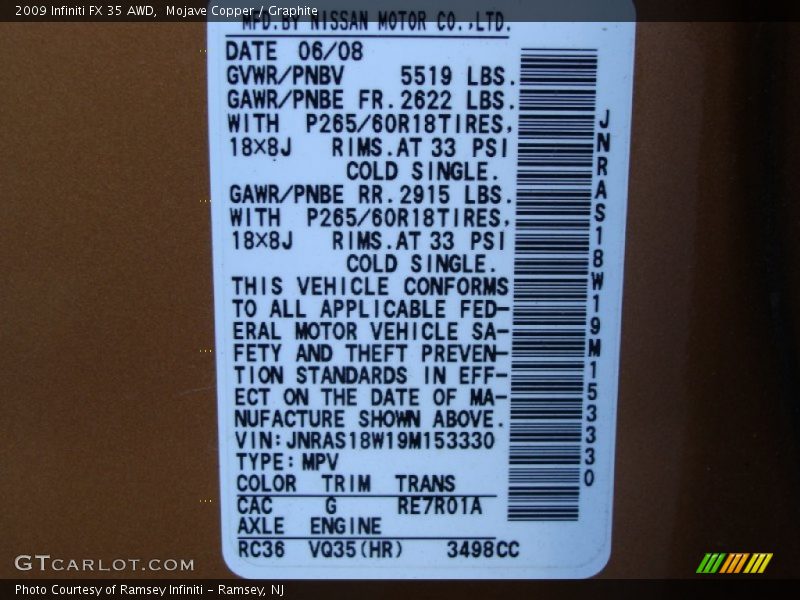 2009 Infiniti FX 35 AWD,  Mojave Copper / Graphite
MFD.BY NISSAN MOTOR CO.,LTD.
DATE 06/08
GVWR/PNBV 5519 LBS.
GAWR/PNBE FR.2622 LBS.
WITH P265/60R18TIRES,
18×8J RIMS.AT 33 PSI
COLD SINGLE.
GAWR/PNBE RR.2915 LBS.
WITH P265/60R18TIRES,
18×8J RIMS.AT 33 PSI
COLD SINGLE.
THIS VEHICLE CONFORMS
TO ALL APPLICABLE FED-
ERAL MOTOR VEHICLE SA-
FETY AND THEFT PREVEN-
TION STANDARDS IN EFF-
ECT ON THE DATE OF MA-
NUFACTURE SHOWN ABOVE.
VIN:JNRAS18W19M153330
TYPE:MPV
COLOR TRIM TRANS
CAC G RE7R01A
AXLE ENGINE
RC36 VQ35(HR) 3498CC
JNRAS18W19M153330
GTCARLOT.COM
Photo Courtesy of Ramsey Infiniti - Ramsey, NJ